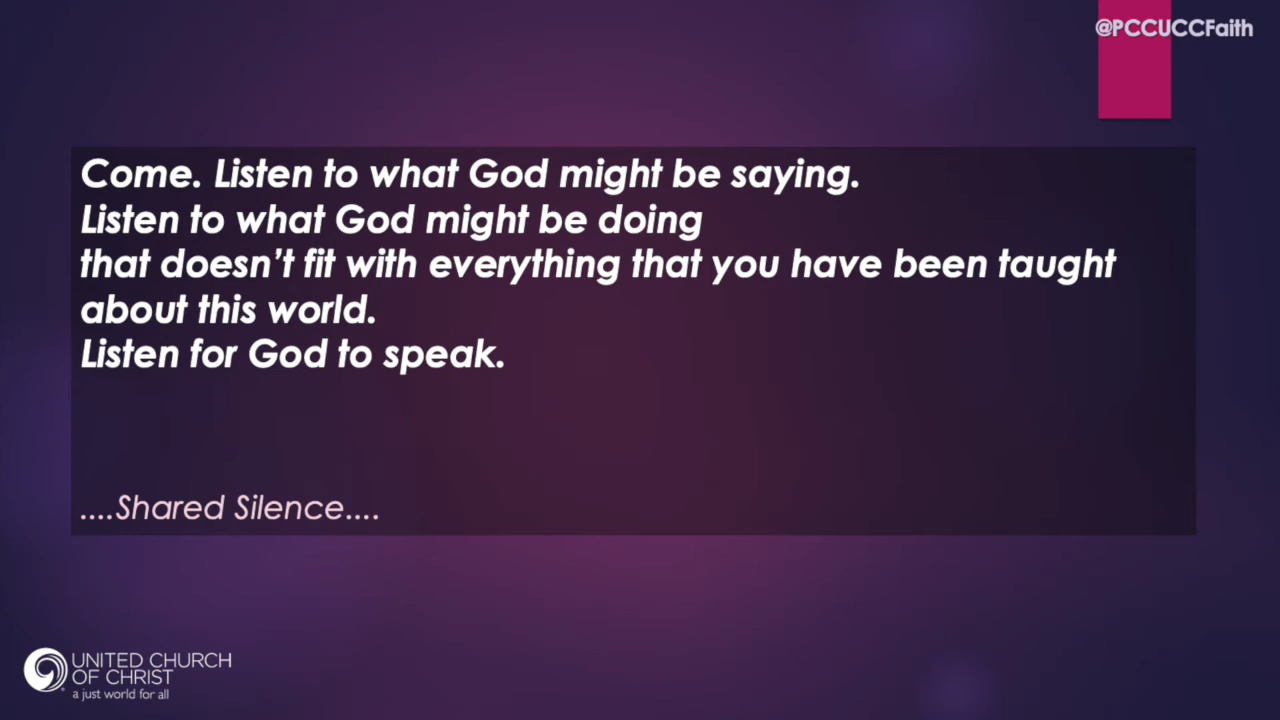 @PCCUCCFaith
Come. Listen to what God might be saying.
Listen to what God might be doing
that doesn't fit with everything that you have been taught
about this world.
Listen for God to speak.
....Shared Silence....
UNITED CHURCH
OF CHRIST
a just world for all